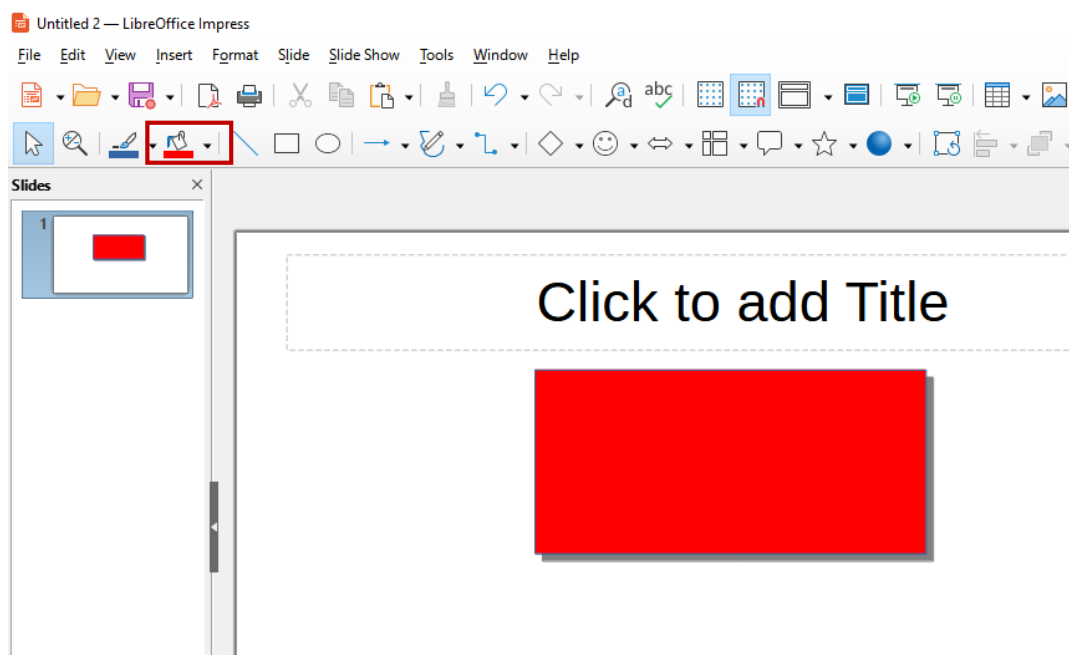 Untitled 2 — LibreOffice Impress
File Edit View Insert Format Slide Slide Show Tools Window Help
abc
Slides
1
Click to add Title